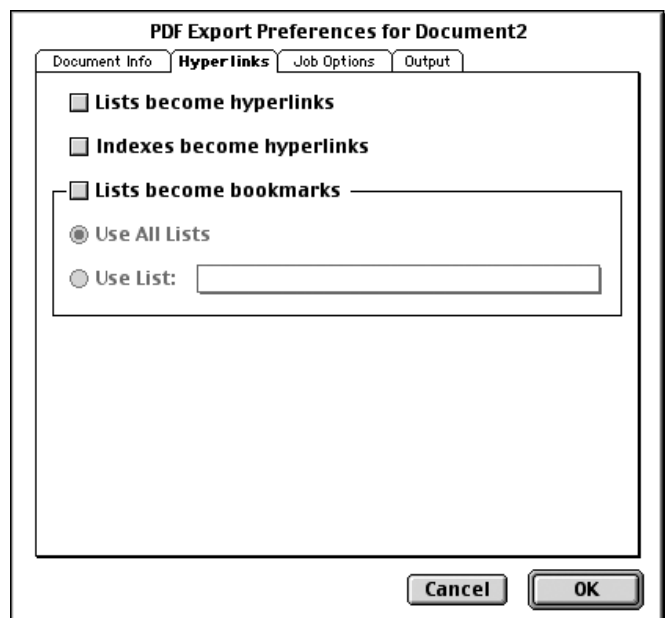 PDF Export Preferences for Document2
Document Info Hyperlinks Job Options Output
Lists become hyperlinks
Indexes become hyperlinks
Lists become bookmarks
Use All Lists
Use List:
Cancel OK